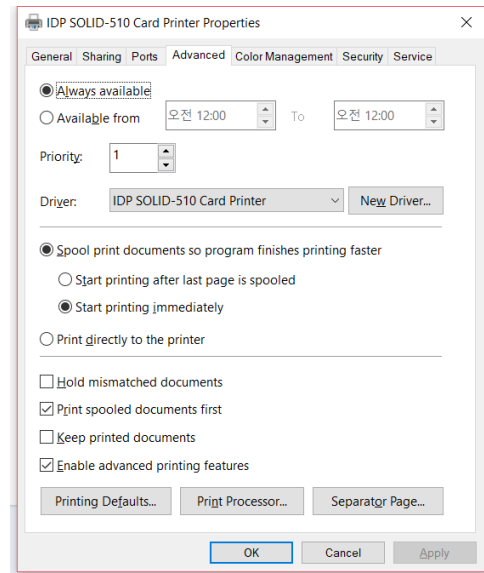 IDP SOLID-510 Card Printer Properties
General Sharing Ports Advanced Color Management Security Service
Always available
Available from 오전 12:00 To 오전 12:00
Priority: 1
Driver: IDP SOLID-510 Card Printer New Driver...
Spool print documents so program finishes printing faster
Start printing after last page is spooled
Start printing immediately
Print directly to the printer
Hold mismatched documents
Print spooled documents first
Keep printed documents
Enable advanced printing features
Printing Defaults... Print Processor... Separator Page...
OK Cancel Apply